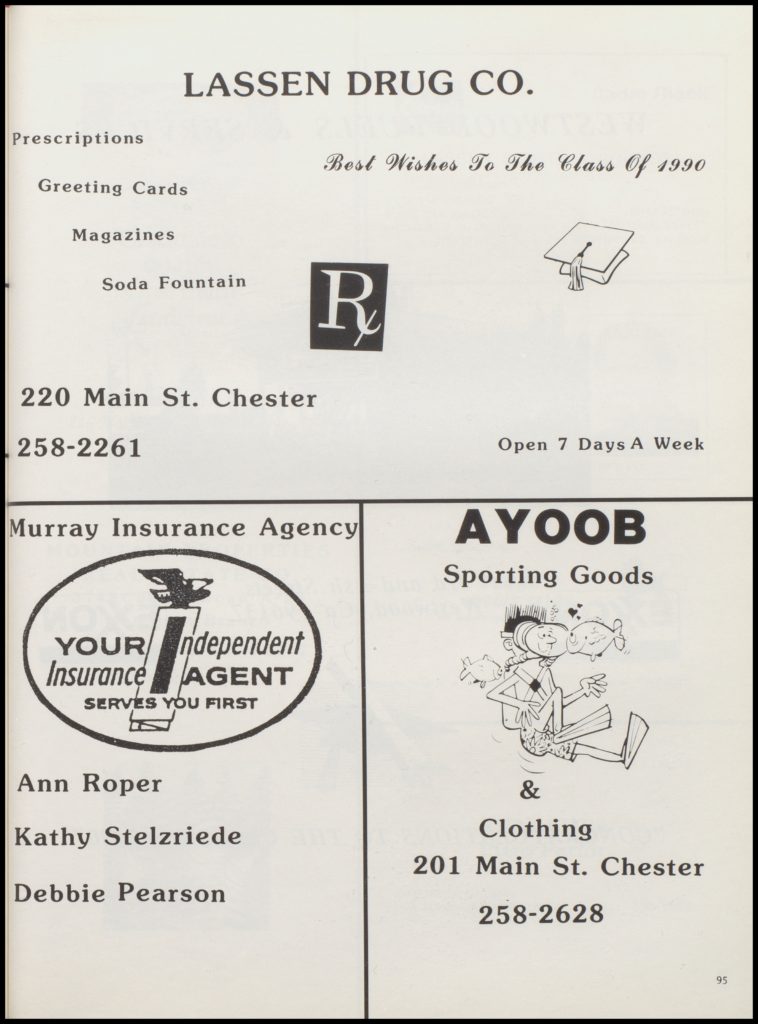 LASSEN DRUG CO.
Prescriptions
Best Wishes To The Class Of 1990
Greeting Cards
Magazines
Soda Fountain
Rx
220 Main St. Chester
258-2261
Open 7 Days A Week
Murray Insurance Agency
YOUR Independent
Insurance AGENT
SERVES YOU FIRST
Ann Roper
Kathy Stelzriede
Debbie Pearson
AYOOB
Sporting Goods
&
Clothing
201 Main St. Chester
258-2628
95